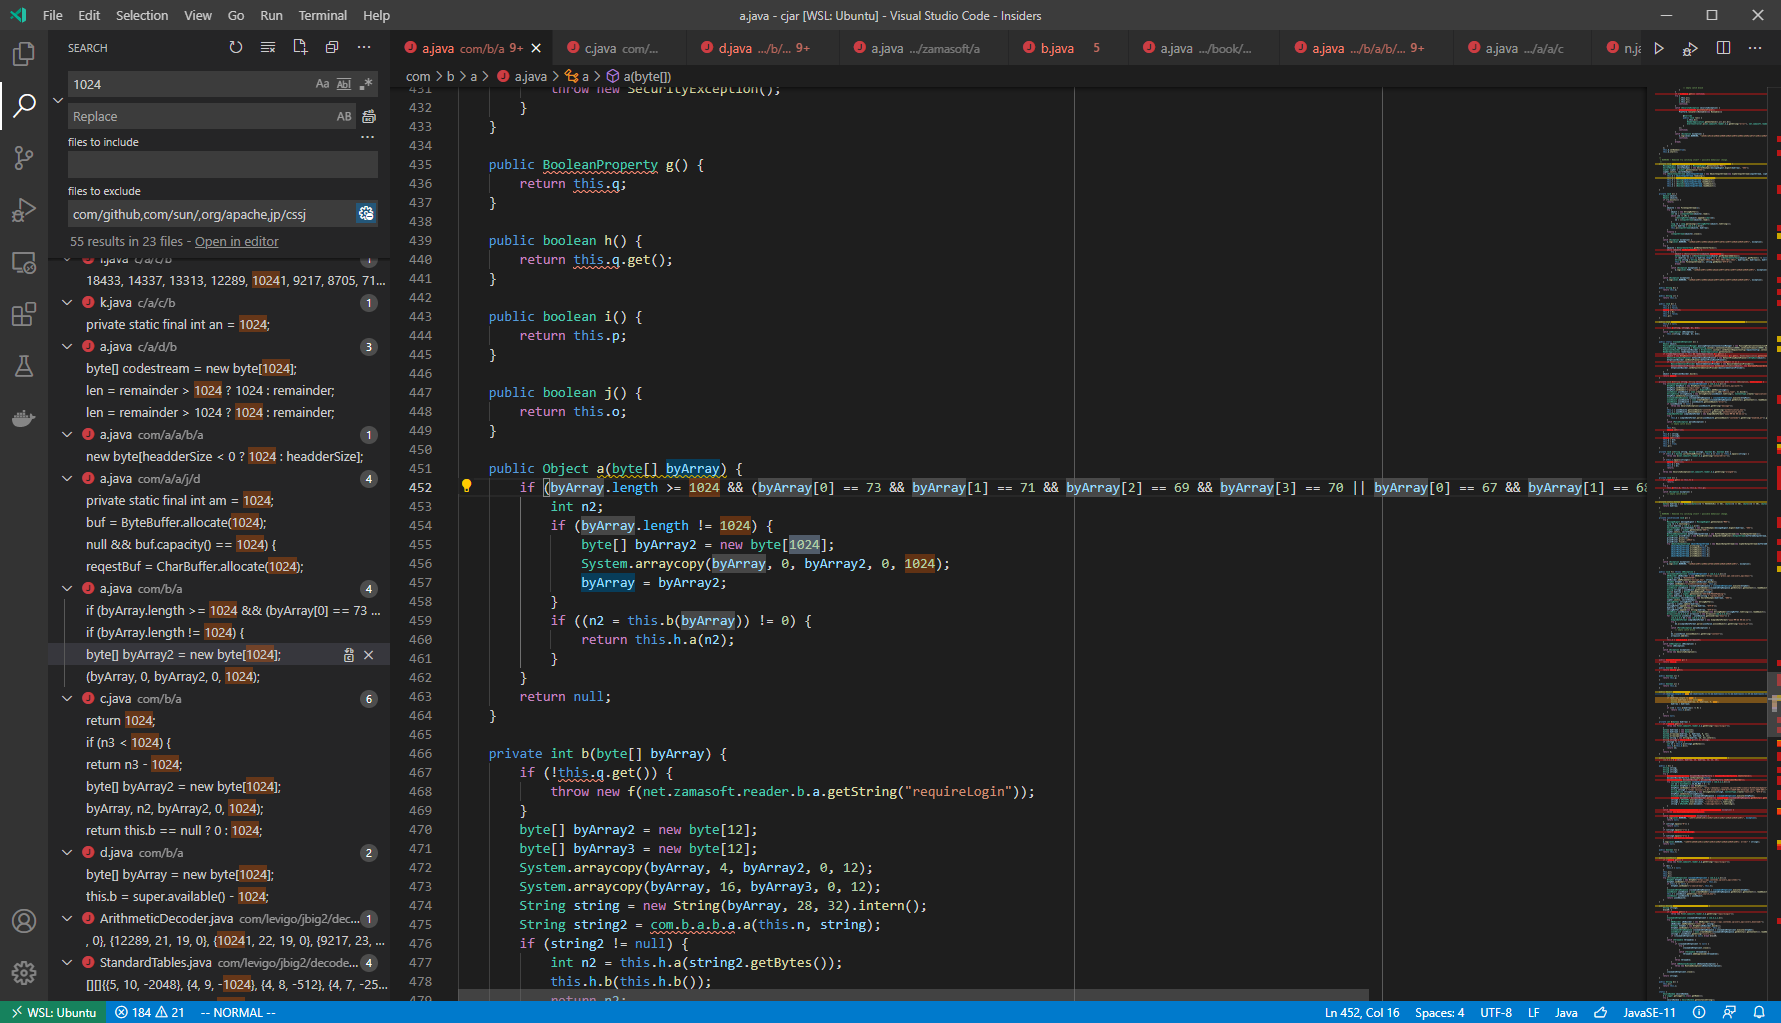 File Edit Selection View Go Run Terminal Help
a.java - cjar [WSL: Ubuntu] - Visual Studio Code - Insiders
SEARCH
1024
Aa Abl .*
Replace
AB
files to include
files to exclude
com/github,com/sun/,org/apache,jp/cssj
55 results in 23 files - Open in editor
18433, 14337, 13313, 12289, 10241, 9217, 8705, 71...
k.java c/a/c/b 1
private static final int an = 1024;
a.java c/a/d/b 3
byte[] codestream = new byte[1024];
len = remainder > 1024 ? 1024 : remainder;
len = remainder > 1024 ? 1024 : remainder;
a.java com/a/a/b/a 1
new byte[headderSize < 0 ? 1024 : headderSize];
a.java com/a/a/j/d 4
private static final int am = 1024;
buf = ByteBuffer.allocate(1024);
null && buf.capacity() == 1024) {
reqestBuf = CharBuffer.allocate(1024);
a.java com/b/a 4
if (byArray.length >= 1024 && (byArray[0] == 73 ...
if (byArray.length != 1024) {
byte[] byArray2 = new byte[1024];
(byArray, 0, byArray2, 0, 1024);
c.java com/b/a 6
return 1024;
if (n3 < 1024) {
return n3 - 1024;
byte[] byArray2 = new byte[1024];
byArray, n2, byArray2, 0, 1024);
return this.b == null ? 0 : 1024;
d.java com/b/a 2
byte[] byArray = new byte[1024];
this.b = super.available() - 1024;
ArithmeticDecoder.java com/levigo/jbig2/dec... 1
, 0}, {12289, 21, 19, 0}, {10241, 22, 19, 0}, {9217, 23, ...
StandardTables.java com/levigo/jbig2/decode... 4
[][]{{5, 10, -2048}, {4, 9, -1024}, {4, 8, -512}, {4, 7, -25...
a.java com/b/a 9+
c.java com/...
d.java .../b/... 9+
a.java .../zamasoft/a
b.java 5
a.java .../book/...
a.java .../b/a/b/... 9+
a.java .../a/a/c
n.ja
com > b > a > a.java > a > a(byte[])
431 throw new SecurityException();
432 }
433 }
434
435 public BooleanProperty g() {
436 return this.q;
437 }
438
439 public boolean h() {
440 return this.q.get();
441 }
442
443 public boolean i() {
444 return this.p;
445 }
446
447 public boolean j() {
448 return this.o;
449 }
450
451 public Object a(byte[] byArray) {
452 if (byArray.length >= 1024 && (byArray[0] == 73 && byArray[1] == 71 && byArray[2] == 69 && byArray[3] == 70 || byArray[0] == 67 && byArray[1] == 68
453 int n2;
454 if (byArray.length != 1024) {
455 byte[] byArray2 = new byte[1024];
456 System.arraycopy(byArray, 0, byArray2, 0, 1024);
457 byArray = byArray2;
458 }
459 if ((n2 = this.b(byArray)) != 0) {
460 return this.h.a(n2);
461 }
462 }
463 return null;
464 }
465
466 private int b(byte[] byArray) {
467 if (!this.q.get()) {
468 throw new f(net.zamasoft.reader.b.a.getString("requireLogin"));
469 }
470 byte[] byArray2 = new byte[12];
471 byte[] byArray3 = new byte[12];
472 System.arraycopy(byArray, 4, byArray2, 0, 12);
473 System.arraycopy(byArray, 16, byArray3, 0, 12);
474 String string = new String(byArray, 28, 32).intern();
475 String string2 = com.b.a.b.a.a(this.n, string);
476 if (string2 != null) {
477 int n2 = this.h.a(string2.getBytes());
478 this.h.b(this.h.b());
479 return n2;
WSL: Ubuntu 184 21 -- NORMAL -- Ln 452, Col 16 Spaces: 4 UTF-8 LF Java JavaSE-11